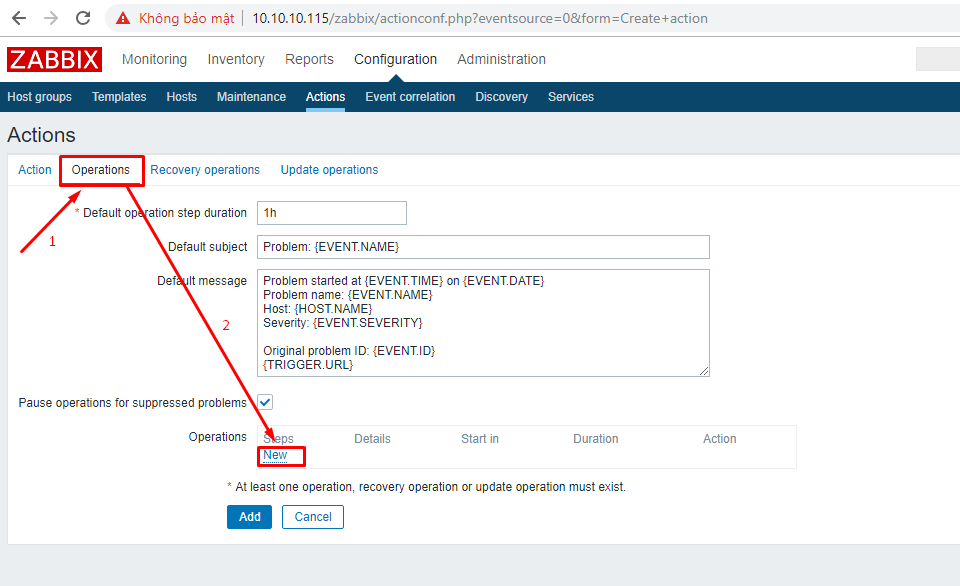 Không bảo mật 10.10.10.115/zabbix/actionconf.php?eventsource=0&form=Create+action
ZABBIX Monitoring Inventory Reports Configuration Administration
Host groups Templates Hosts Maintenance Actions Event correlation Discovery Services
Actions
Action Operations Recovery operations Update operations
1
* Default operation step duration 1h
Default subject Problem: {EVENT.NAME}
Default message Problem started at {EVENT.TIME} on {EVENT.DATE}
Problem name: {EVENT.NAME}
Host: {HOST.NAME}
Severity: {EVENT.SEVERITY}
2
Original problem ID: {EVENT.ID}
{TRIGGER.URL}
Pause operations for suppressed problems
Operations Steps Details Start in Duration Action
New
* At least one operation, recovery operation or update operation must exist.
Add Cancel